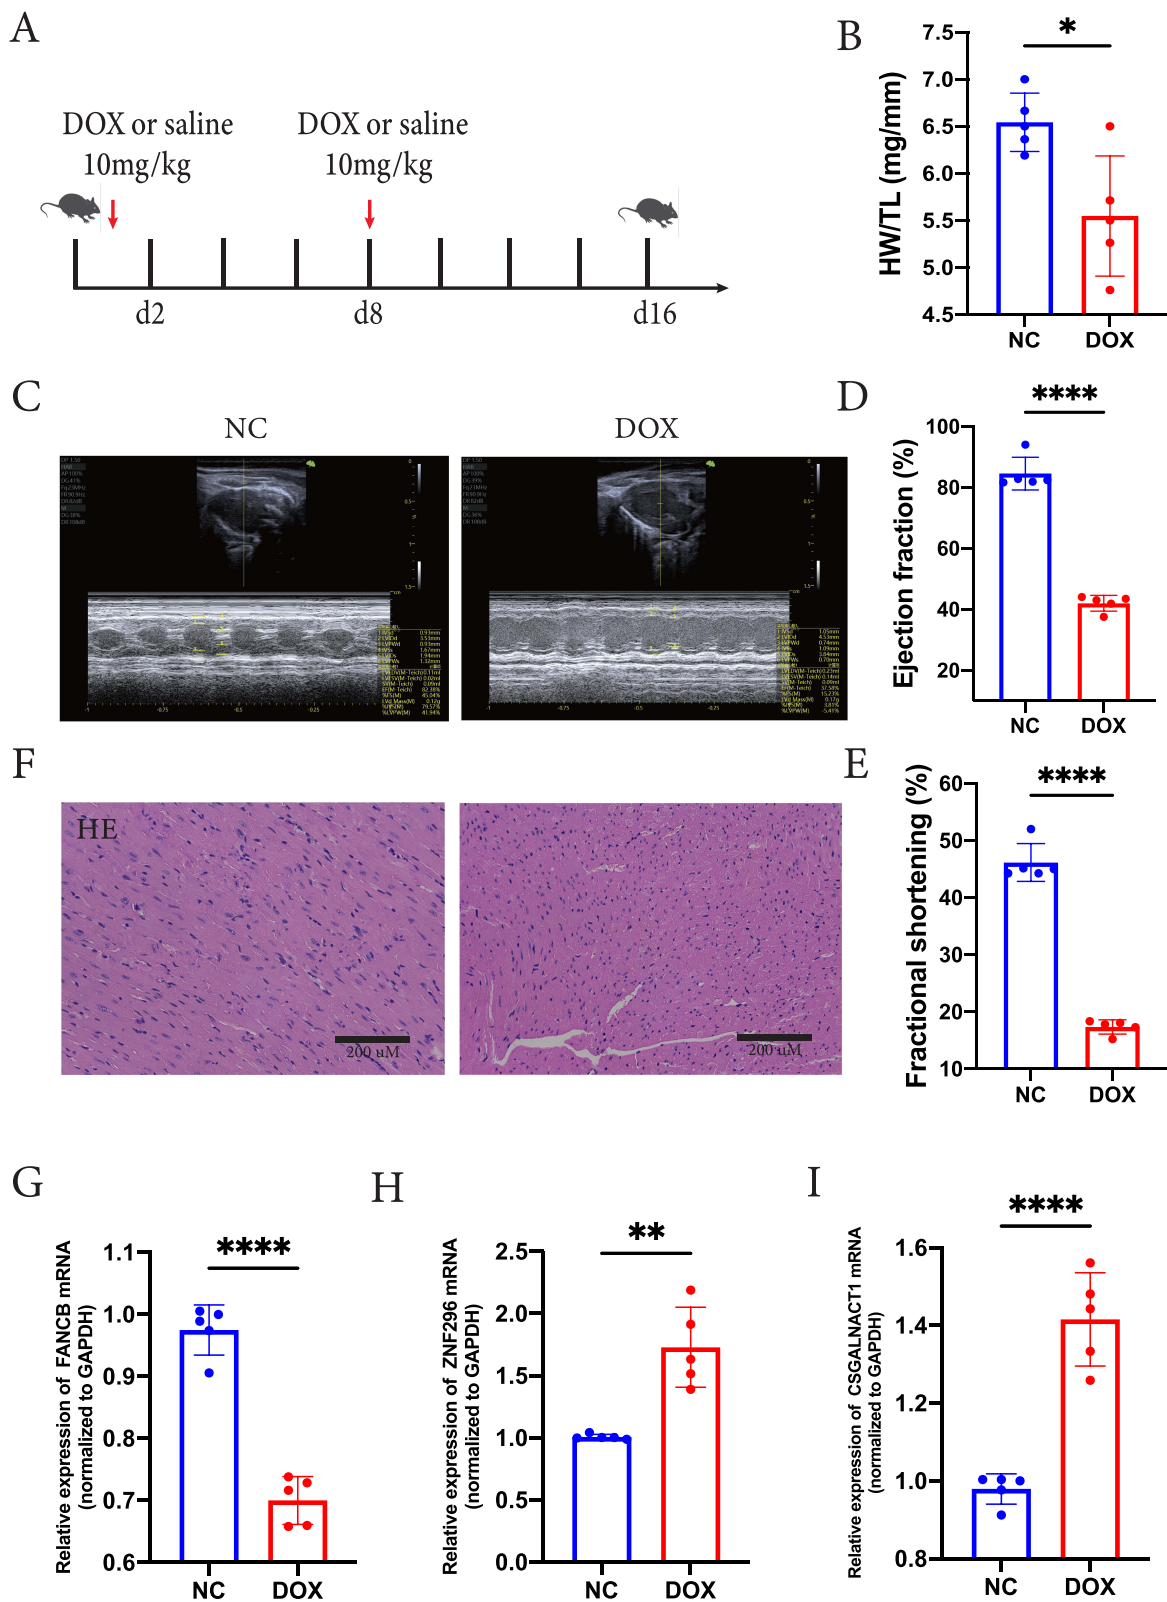 A
DOX or saline
10mg/kg
DOX or saline
10mg/kg
d2
d8
d16
B
*
HW/TL (mg/mm)
7.5
7.0
6.5
6.0
5.5
5.0
4.5
NC
DOX
C
NC
DOX
D
****
Ejection fraction (%)
100
80
60
40
20
NC
DOX
F
HE
200 uM
200 uM
E
****
Fractional shortening (%)
60
50
40
30
20
10
NC
DOX
G
****
Relative expression of FANCB mRNA
(normalized to GAPDH)
1.1
1.0
0.9
0.8
0.7
0.6
NC
DOX
H
**
Relative expression of ZNF296 mRNA
(normalized to GAPDH)
2.5
2.0
1.5
1.0
0.5
0.0
NC
DOX
I
****
Relative expression of CSGALNACT1 mRNA
(normalized to GAPDH)
1.6
1.4
1.2
1.0
0.8
NC
DOX